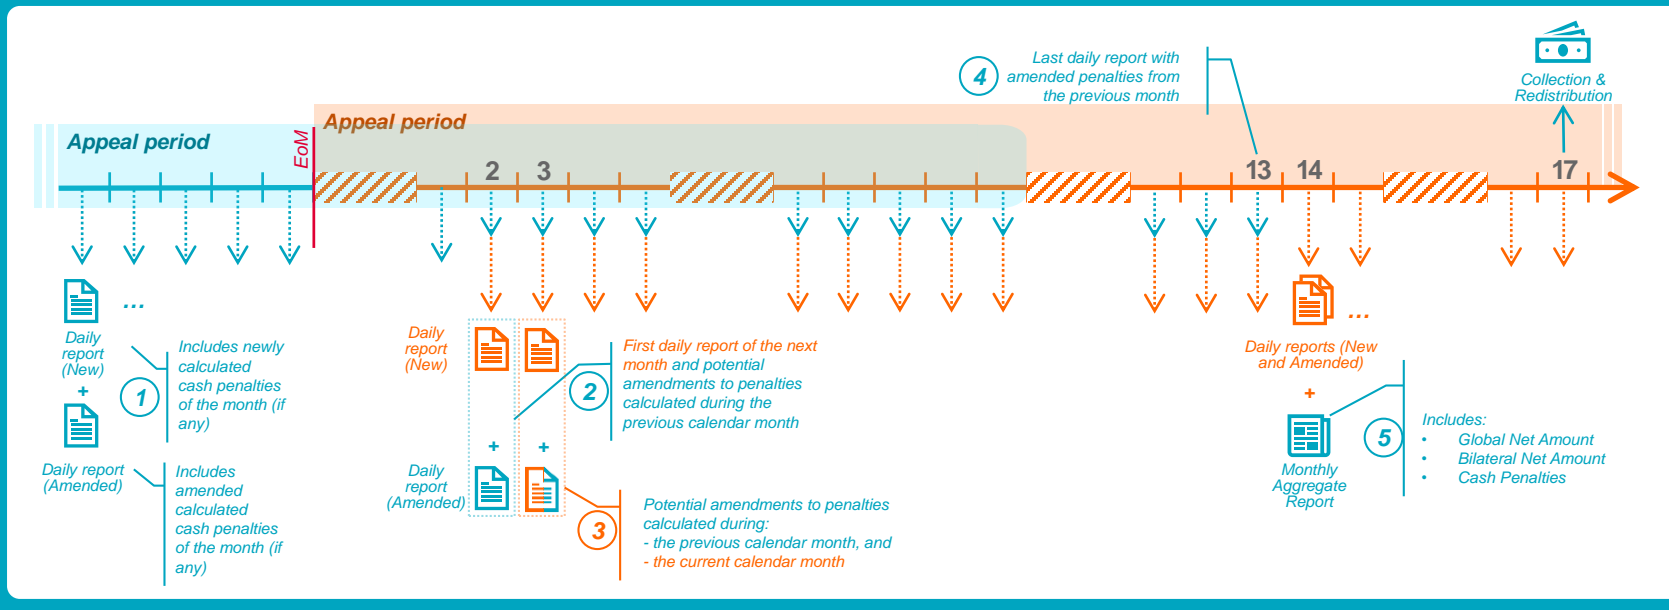 Appeal period
EoM
Appeal period
2
3
13
14
17
4
Last daily report with
amended penalties from
the previous month
Collection &
Redistribution
...
Daily
report
(New)
+
Daily report
(Amended)
1
Includes newly
calculated
cash penalties
of the month (if
any)
Includes
amended
calculated
cash penalties
of the month (if
any)
Daily
report
(New)
+
+
Daily
report
(Amended)
2
First daily report of the next
month and potential
amendments to penalties
calculated during the
previous calendar month
3
Potential amendments to penalties
calculated during:
- the previous calendar month, and
- the current calendar month
...
Daily reports (New
and Amended)
+
Monthly
Aggregate
Report
5
Includes:
• Global Net Amount
• Bilateral Net Amount
• Cash Penalties